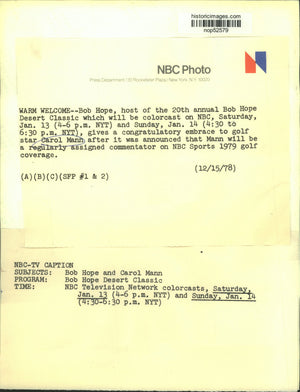 historicimages.com
nop52579
NBC Photo
Press Department / 30 Rockefeller Plaza / New York, N.Y. 10020
WARM WELCOME--Bob Hope, host of the 20th annual Bob Hope
Desert Classic which will be colorcast on NBC, Saturday,
Jan. 13 (4-6 p.m. NYT) and Sunday, Jan. 14 (4:30 to
6:30 p.m. NYT), gives a congratulatory embrace to golf
star Carol Mann after it was announced that Mann will be
a regularly assigned commentator on NBC Sports 1979 golf
coverage.
(12/15/78)
(A)(B)(C)(SFP #1 & 2)
NBC-TV CAPTION
SUBJECTS: Bob Hope and Carol Mann
PROGRAM: Bob Hope Desert Classic
TIME: NBC Television Network colorcasts, Saturday,
Jan. 13 (4-6 p.m. NYT) and Sunday, Jan. 14
(4:30-6:30 p.m. NYT)